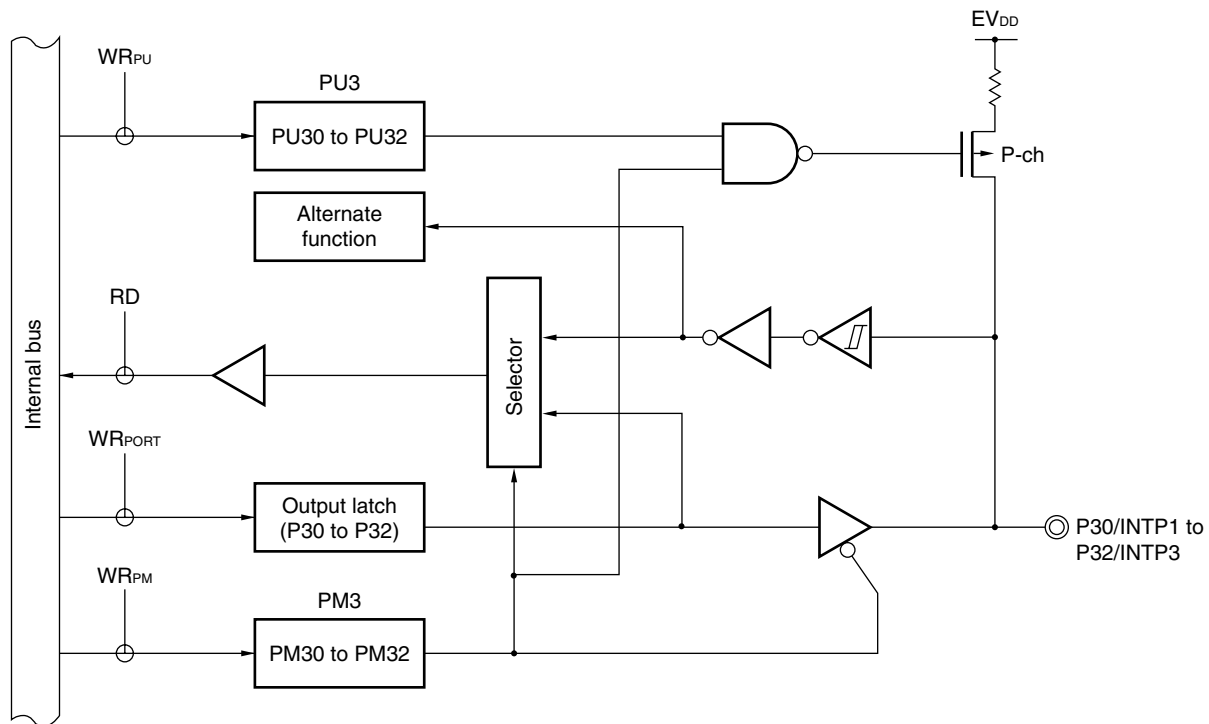 EVDD
WRPU
PU3
PU30 to PU32
P-ch
Alternate
function
RD
Internal bus
Selector
WRPORT
Output latch
(P30 to P32)
P30/INTP1 to
P32/INTP3
WRPM
PM3
PM30 to PM32